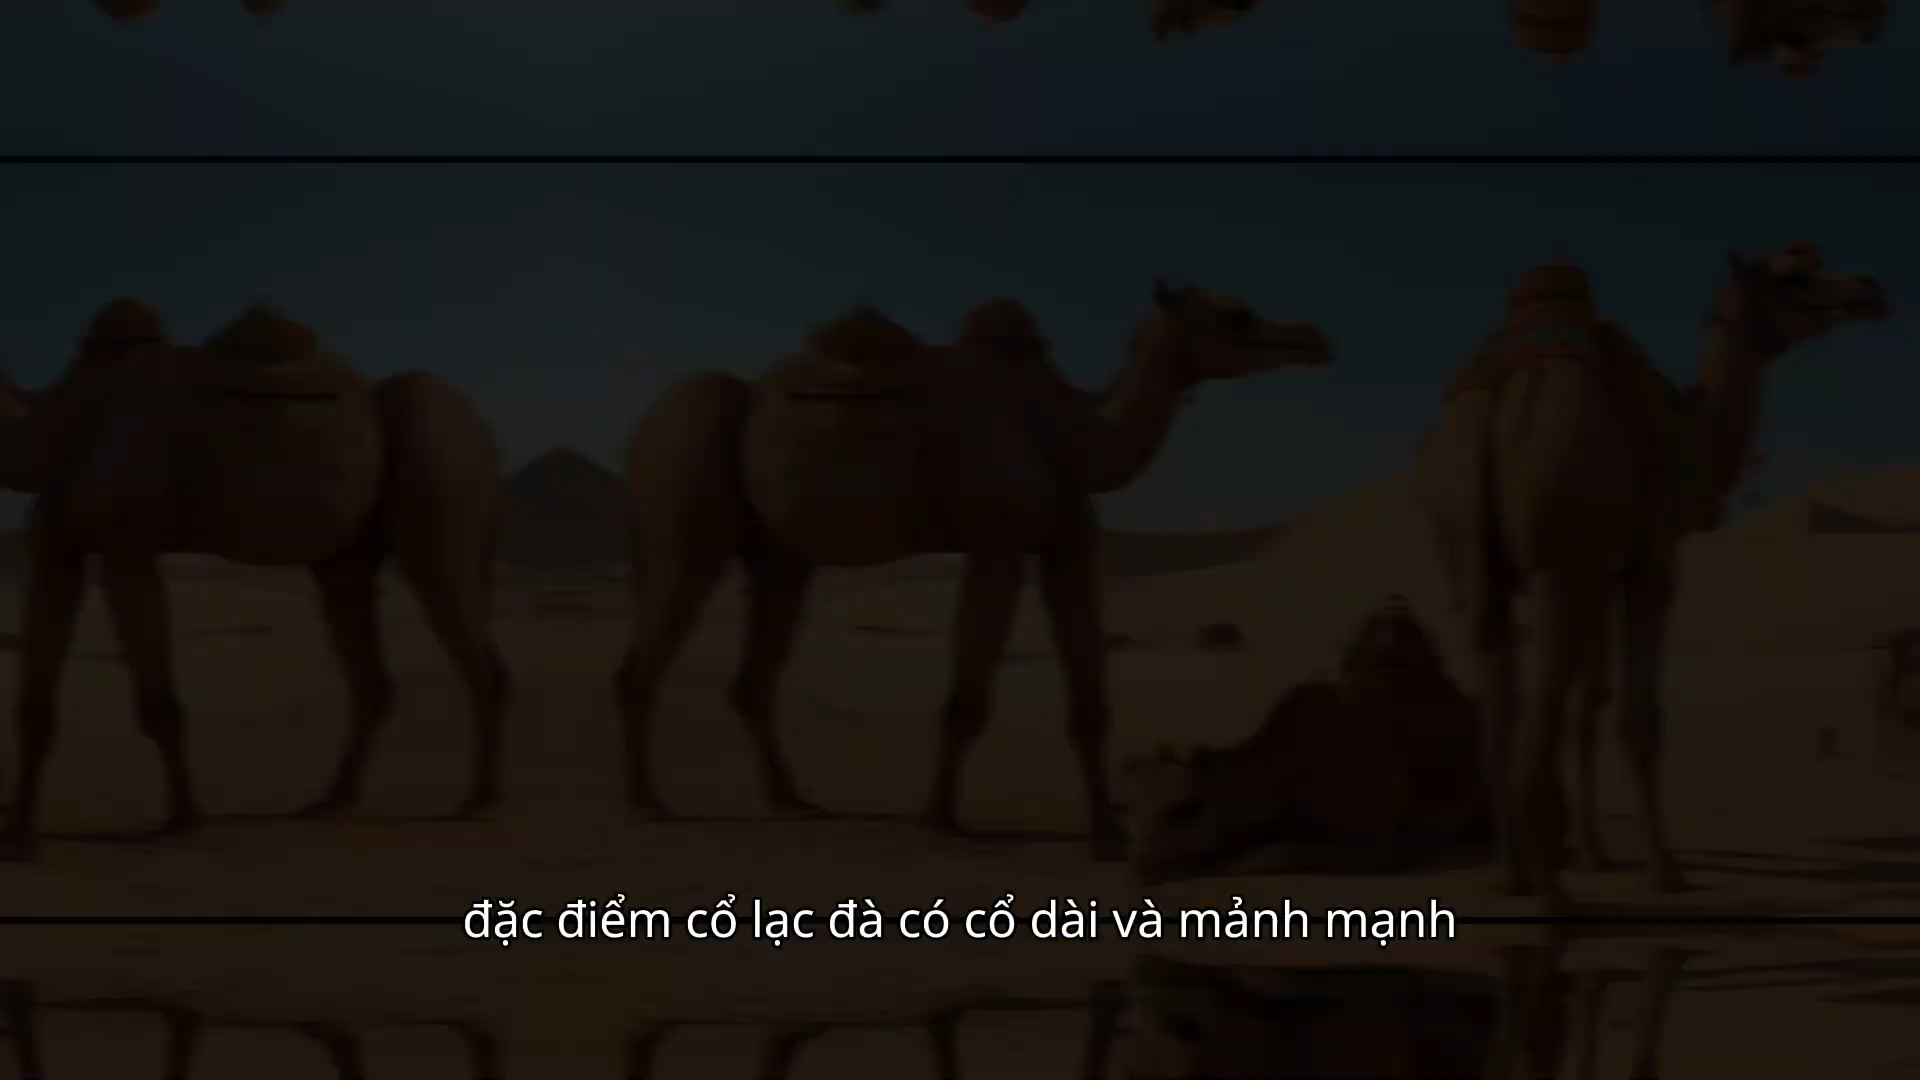 đặc điểm cổ lạc đà có cổ dài và mảnh mạnh